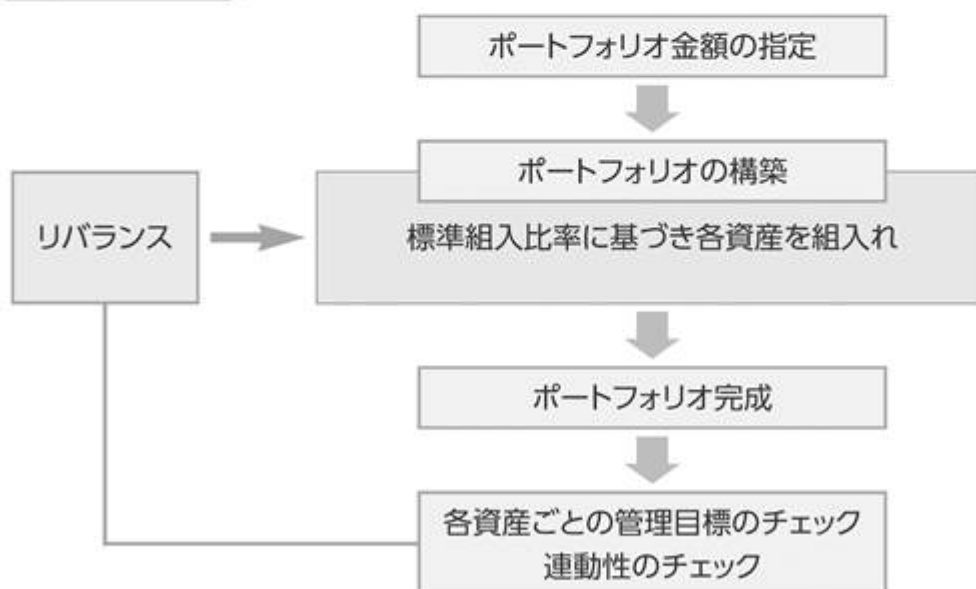 ポートフォリオ金額の指定
ポートフォリオの構築
リバランス
標準組入比率に基づき各資産を組入れ
ポートフォリオ完成
各資産ごとの管理目標のチェック
連動性のチェック